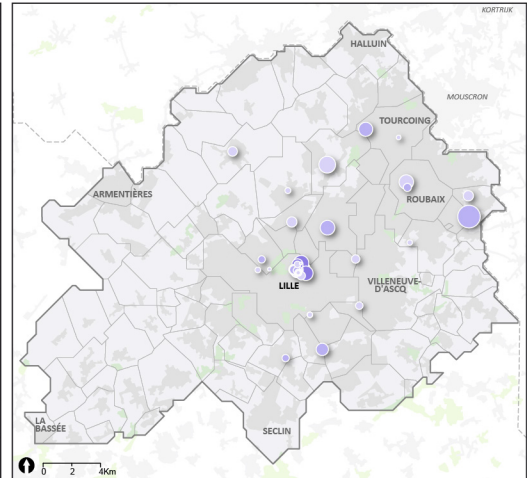 KORTRIJK
HALLUIN
MOUSCRON
TOURCOING
ARMENTIÈRES
ROUBAIX
LILLE
VILLENEUVE-
D'ASCQ
LA
BASSÉE
SECLIN
0 2 4Km